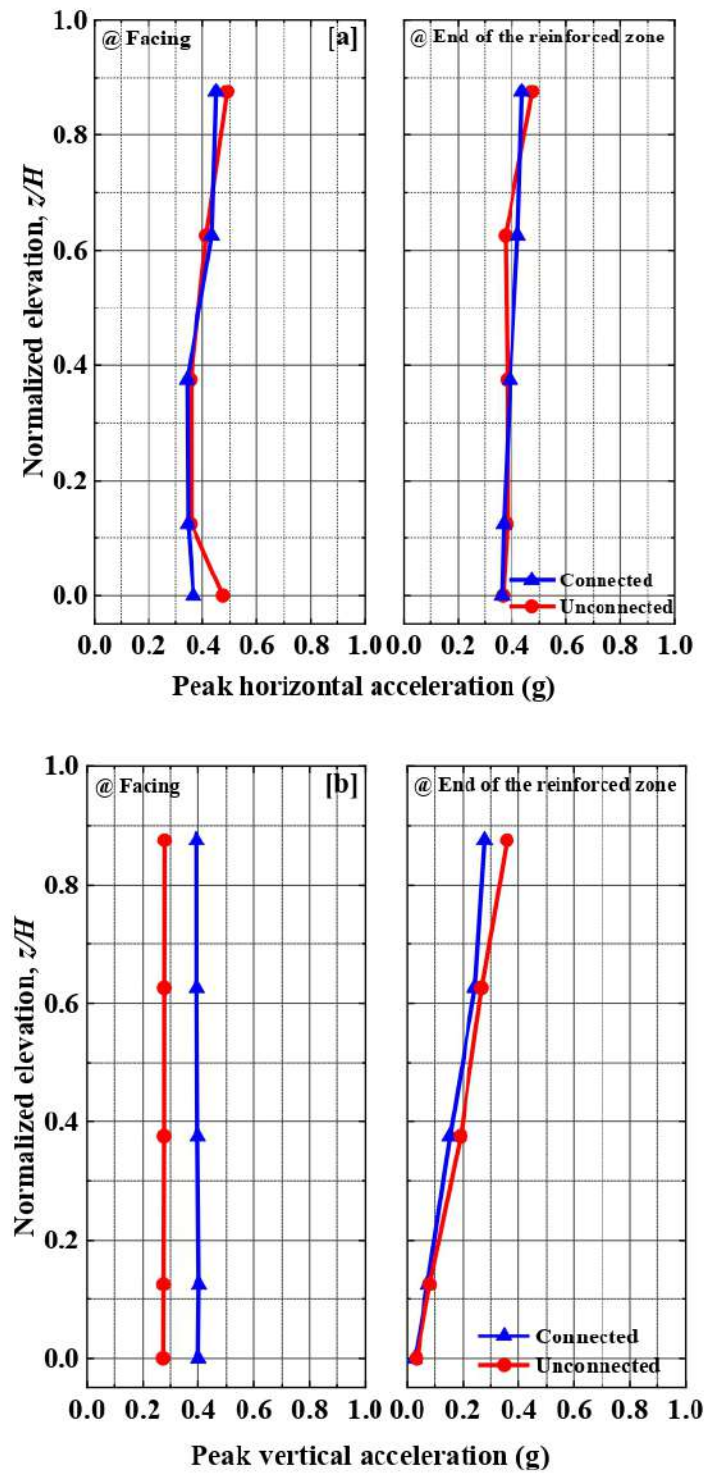 @ Facing [a]
@ End of the reinforced zone
1.0
0.8
0.6
0.4
0.2
0.0
Normalized elevation, z/H
Connected
Unconnected
0.0 0.2 0.4 0.6 0.8 1.0
0.0 0.2 0.4 0.6 0.8 1.0
Peak horizontal acceleration (g)
@ Facing [b]
@ End of the reinforced zone
1.0
0.8
0.6
0.4
0.2
0.0
Normalized elevation, z/H
Connected
Unconnected
0.0 0.2 0.4 0.6 0.8 1.0
0.0 0.2 0.4 0.6 0.8 1.0
Peak vertical acceleration (g)